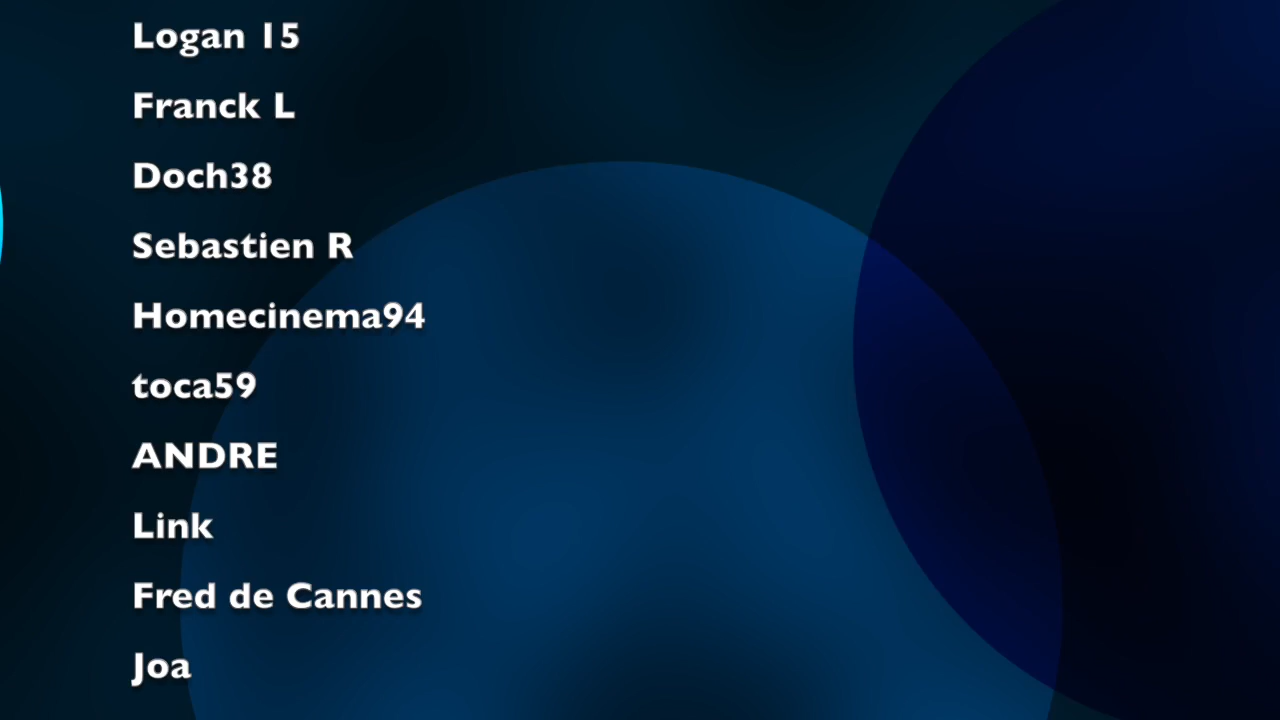 Logan 15
Franck L
Doch38
Sebastien R
Homecinema94
toca59
ANDRE
Link
Fred de Cannes
Joa